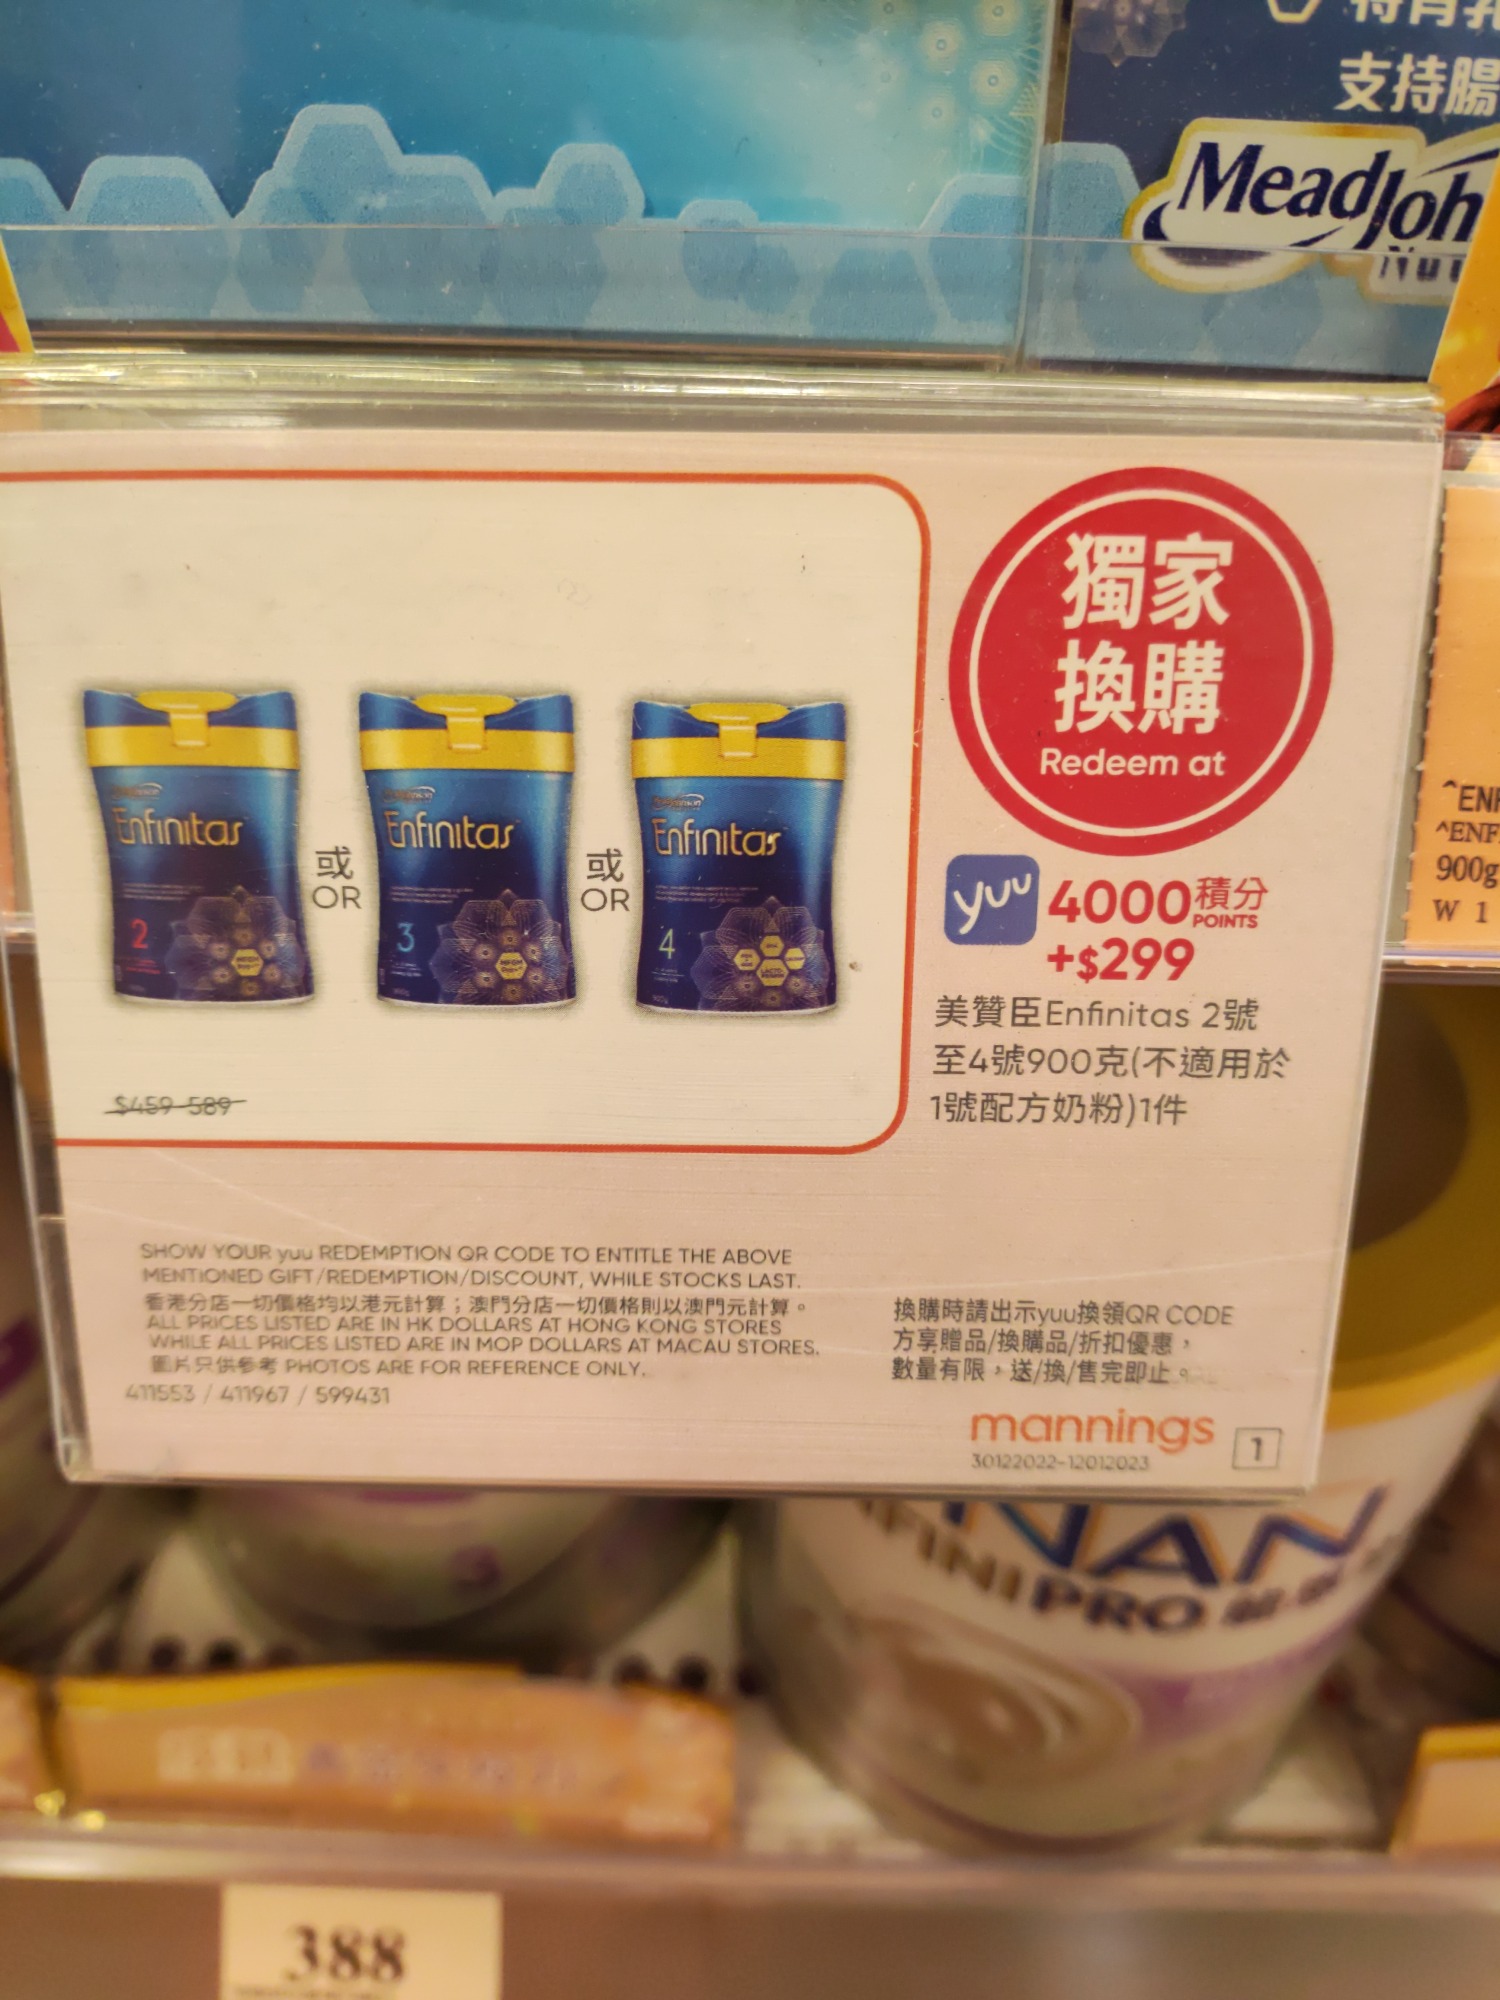 支持腸
MeadJoh
獨家
換購
Redeem at
Enfinitas
2
或
OR
Enfinitas
3
或
OR
Enfinitas
4
900g
yuu 4000積分
POINTS
+$299
美贊臣Enfinitas 2號
至4號900克(不適用於
1號配方奶粉)1件
$459-589
SHOW YOUR yuu REDEMPTION QR CODE TO ENTITLE THE ABOVE
MENTIONED GIFT/REDEMPTION/DISCOUNT, WHILE STOCKS LAST.
香港分店一切價格均以港元計算；澳門分店一切價格則以澳門元計算。
ALL PRICES LISTED ARE IN HK DOLLARS AT HONG KONG STORES
WHILE ALL PRICES LISTED ARE IN MOP DOLLARS AT MACAU STORES.
圖片只供參考 PHOTOS ARE FOR REFERENCE ONLY.
411553 / 411967 / 599431
換購時請出示yuu換領QR CODE
方享贈品/換購品/折扣優惠，
數量有限，送/換/售完即止。
mannings
30122022-12012023
1
^ENF
900g
W 1
NAN
INFINIPRO
3
388